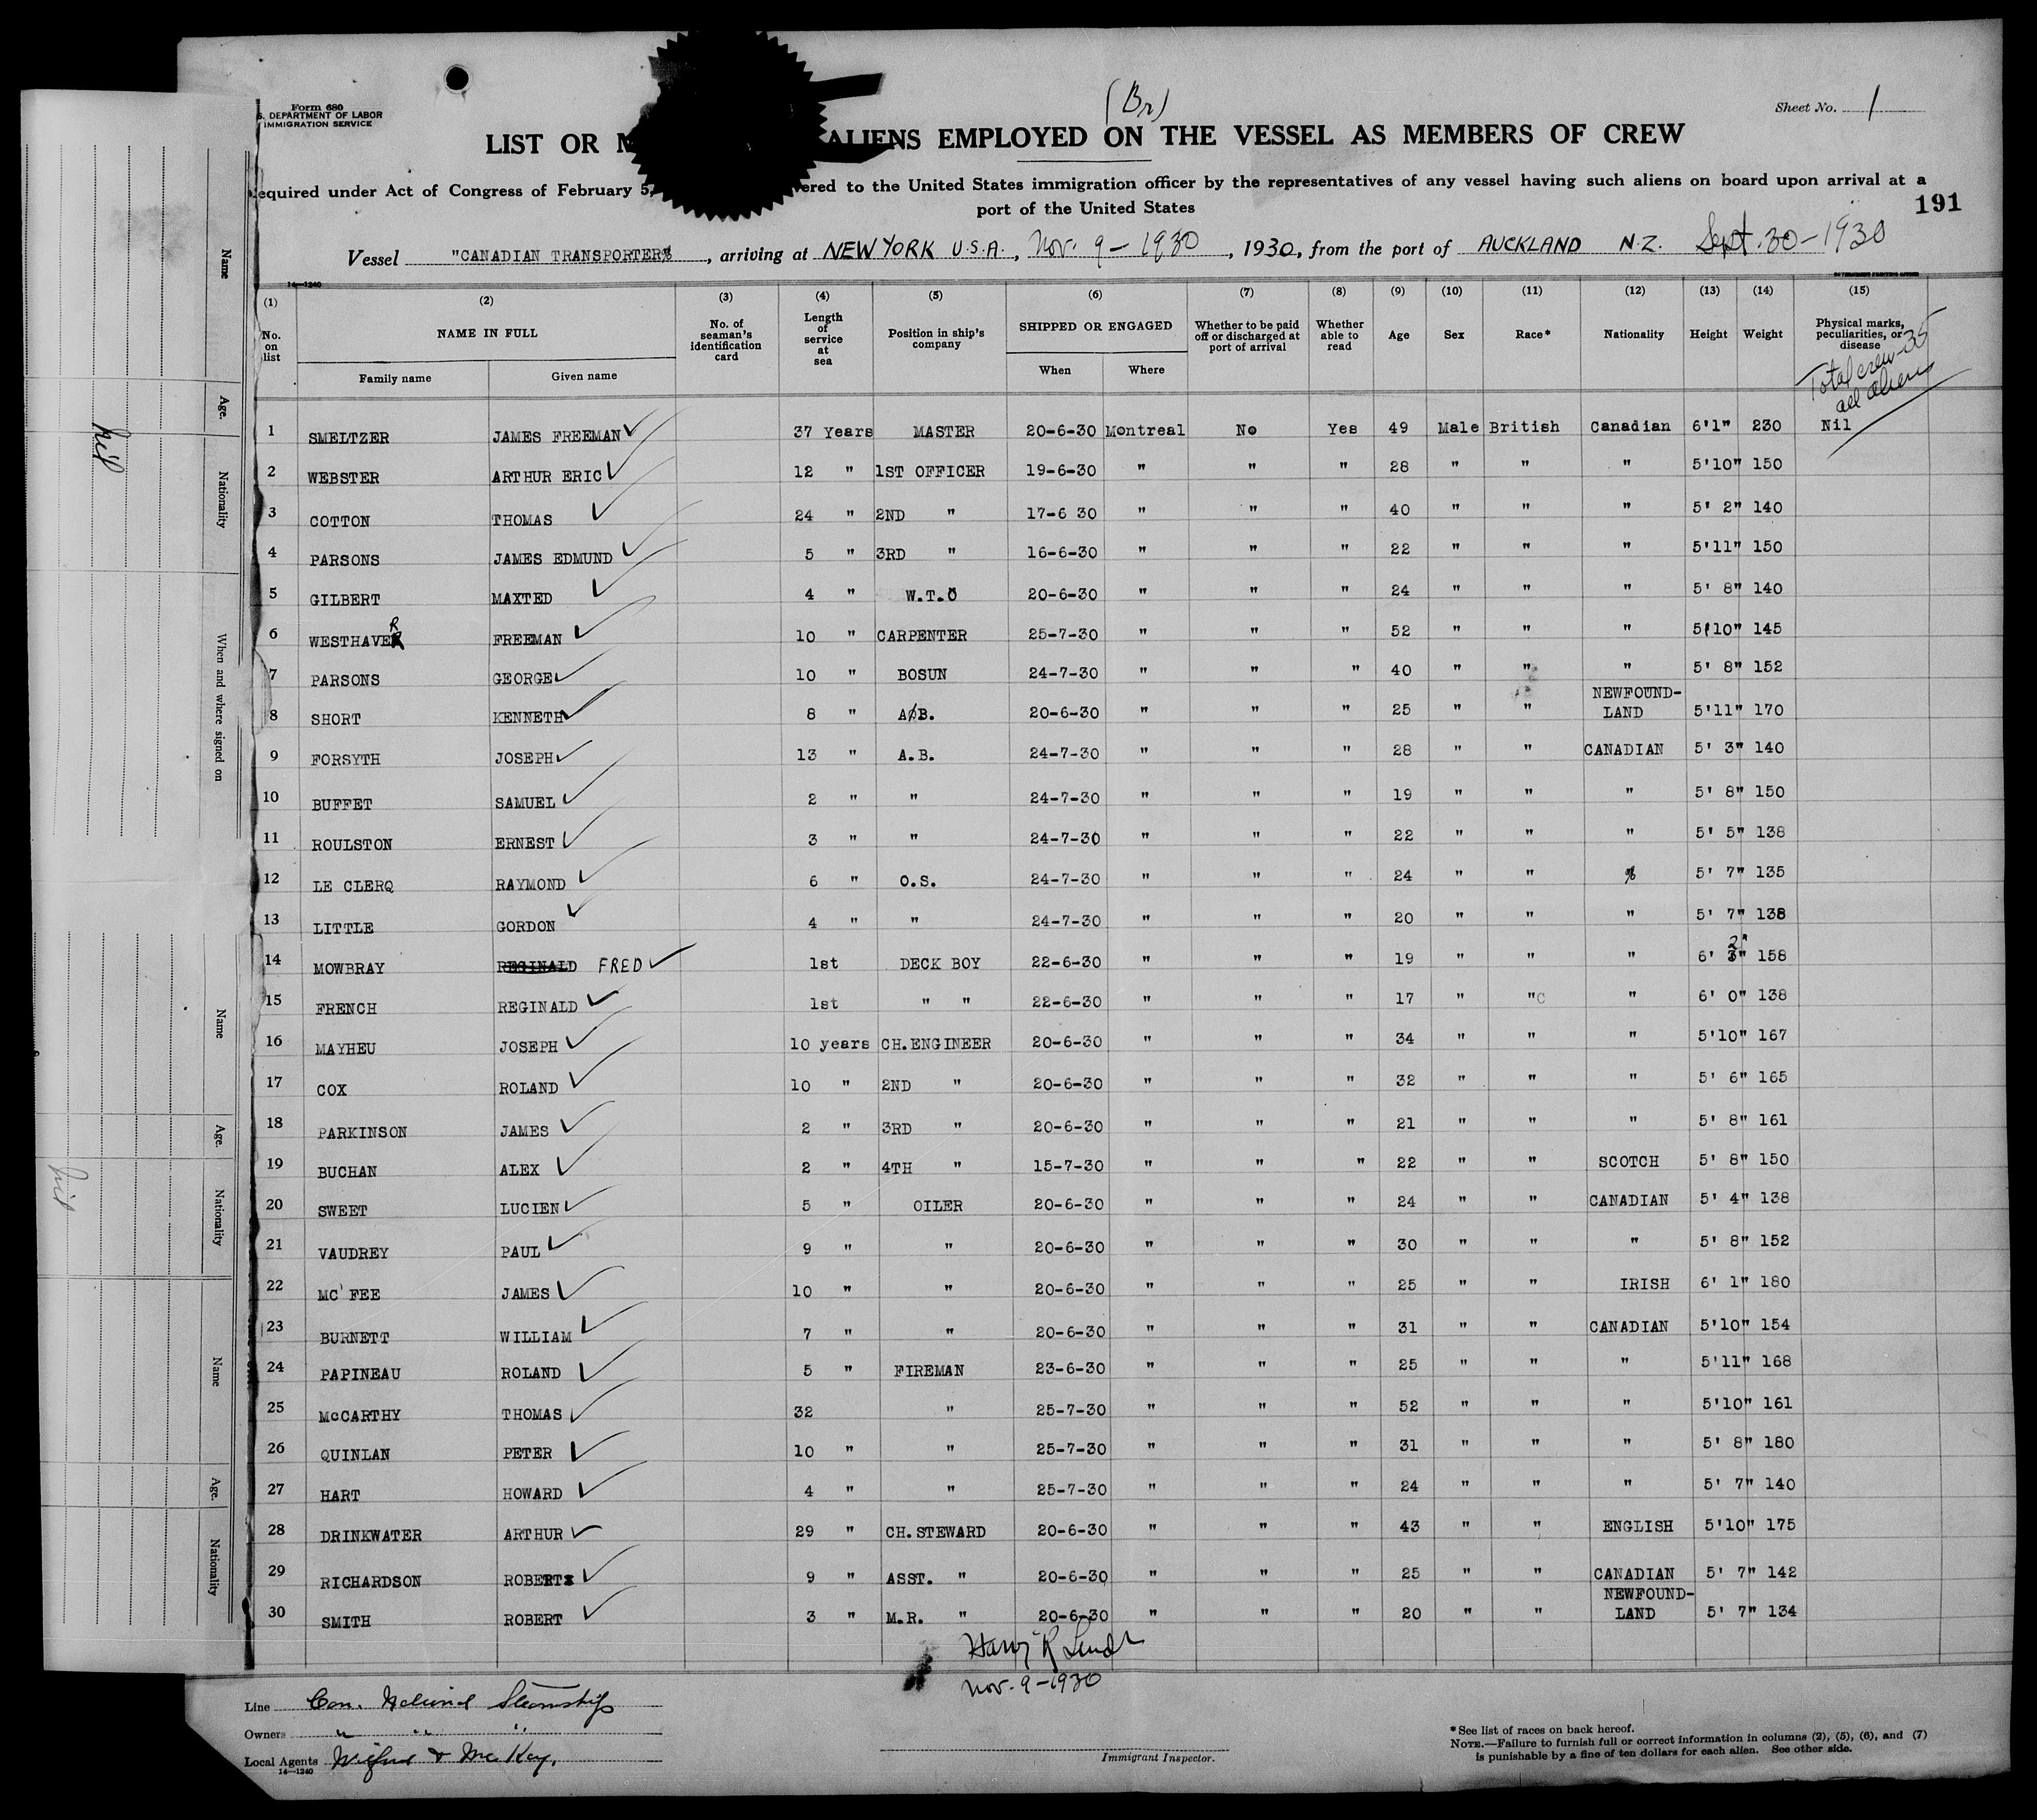 Form 680
S. DEPARTMENT OF LABOR
IMMIGRATION SERVICE
(Br)
Sheet No. 1
LIST OR M ALIENS EMPLOYED ON THE VESSEL AS MEMBERS OF CREW
equired under Act of Congress of February 5, vered to the United States immigration officer by the representatives of any vessel having such aliens on board upon arrival at a
port of the United States
191
Vessel "CANADIAN TRANSPORTER", arriving at NEW YORK U.S.A., Nov. 9-1930, 1930, from the port of AUCKLAND N.Z. Sept. 30-1930
14-1240
(1) (2) (3) (4) (5) (6) (7) (8) (9) (10) (11) (12) (13) (14) (15)
No. on list NAME IN FULL No. of seaman's identification card Length of service at sea Position in ship's company SHIPPED OR ENGAGED Whether to be paid off or discharged at port of arrival Whether able to read Age Sex Race* Nationality Height Weight Physical marks, peculiarities, or disease
Family name Given name When Where
Total crew-35
all aliens
1 SMELTZER JAMES FREEMAN 37 Years MASTER 20-6-30 Montreal No Yes 49 Male British Canadian 6'1" 230 Nil
2 WEBSTER ARTHUR ERIC 12 " 1ST OFFICER 19-6-30 " " " 28 " " " 5'10" 150
3 COTTON THOMAS 24 " 2ND " 17-6 30 " " " 40 " " " 5' 2" 140
4 PARSONS JAMES EDMUND 5 " 3RD " 16-6-30 " " " 22 " " " 5'11" 150
5 GILBERT MAXTED 4 " W.T.O 20-6-30 " " " 24 " " " 5' 8" 140
6 WESTHAVER FREEMAN 10 " CARPENTER 25-7-30 " " " 52 " " " 5'10" 145
7 PARSONS GEORGE 10 " BOSUN 24-7-30 " " " 40 " " " 5' 8" 152
8 SHORT KENNETH 8 " A.B. 20-6-30 " " " 25 " " NEWFOUND-LAND 5'11" 170
9 FORSYTH JOSEPH 13 " A.B. 24-7-30 " " " 28 " " CANADIAN 5' 3" 140
10 BUFFET SAMUEL 2 " " 24-7-30 " " " 19 " " " 5' 8" 150
11 ROULSTON ERNEST 3 " " 24-7-30 " " " 22 " " " 5' 5" 138
12 LE CLERQ RAYMOND 6 " O.S. 24-7-30 " " " 24 " " " 5' 7" 135
13 LITTLE GORDON 4 " " 24-7-30 " " " 20 " " " 5' 7" 138
14 MOWBRAY REGINALD FRED 1st DECK BOY 22-6-30 " " " 19 " " " 6' 2" 158
15 FRENCH REGINALD 1st " " 22-6-30 " " " 17 " "C " 6' 0" 138
16 MAYHEU JOSEPH 10 years CH.ENGINEER 20-6-30 " " " 34 " " " 5'10" 167
17 COX ROLAND 10 " 2ND " 20-6-30 " " " 32 " " " 5' 6" 165
18 PARKINSON JAMES 2 " 3RD " 20-6-30 " " " 21 " " " 5' 8" 161
19 BUCHAN ALEX 2 " 4TH " 15-7-30 " " " 22 " " SCOTCH 5' 8" 150
20 SWEET LUCIEN 5 " OILER 20-6-30 " " " 24 " " CANADIAN 5' 4" 138
21 VAUDREY PAUL 9 " " 20-6-30 " " " 30 " " " 5' 8" 152
22 MC' FEE JAMES 10 " " 20-6-30 " " " 25 " " IRISH 6' 1" 180
23 BURNETT WILLIAM 7 " " 20-6-30 " " " 31 " " CANADIAN 5'10" 154
24 PAPINEAU ROLAND 5 " FIREMAN 23-6-30 " " " 25 " " " 5'11" 168
25 McCARTHY THOMAS 32 " 25-7-30 " " " 52 " " " 5'10" 161
26 QUINLAN PETER 10 " " 25-7-30 " " " 31 " " " 5' 8" 180
27 HART HOWARD 4 " " 25-7-30 " " " 24 " " " 5' 7" 140
28 DRINKWATER ARTHUR 29 " CH.STEWARD 20-6-30 " " " 43 " " ENGLISH 5'10" 175
29 RICHARDSON ROBERT 9 " ASST. " 20-6-30 " " " 25 " " CANADIAN 5' 7" 142
30 SMITH ROBERT 3 " M.R. " 20-6-30 " " " 20 " " NEWFOUND-LAND 5' 7" 134
Harry R
Nov. 9-1930
Line Can. National Steamship
Owners " " "
Local Agents & McKay.
14-1240
Immigrant Inspector.
*See list of races on back hereof.
NOTE.—Failure to furnish full or correct information in columns (2), (5), (6), and (7)
is punishable by a fine of ten dollars for each alien. See other side.
Name
Age.
Nationality
When and where signed on
Name
Age.
Nationality
Name
Age.
Nationality
nil
nil